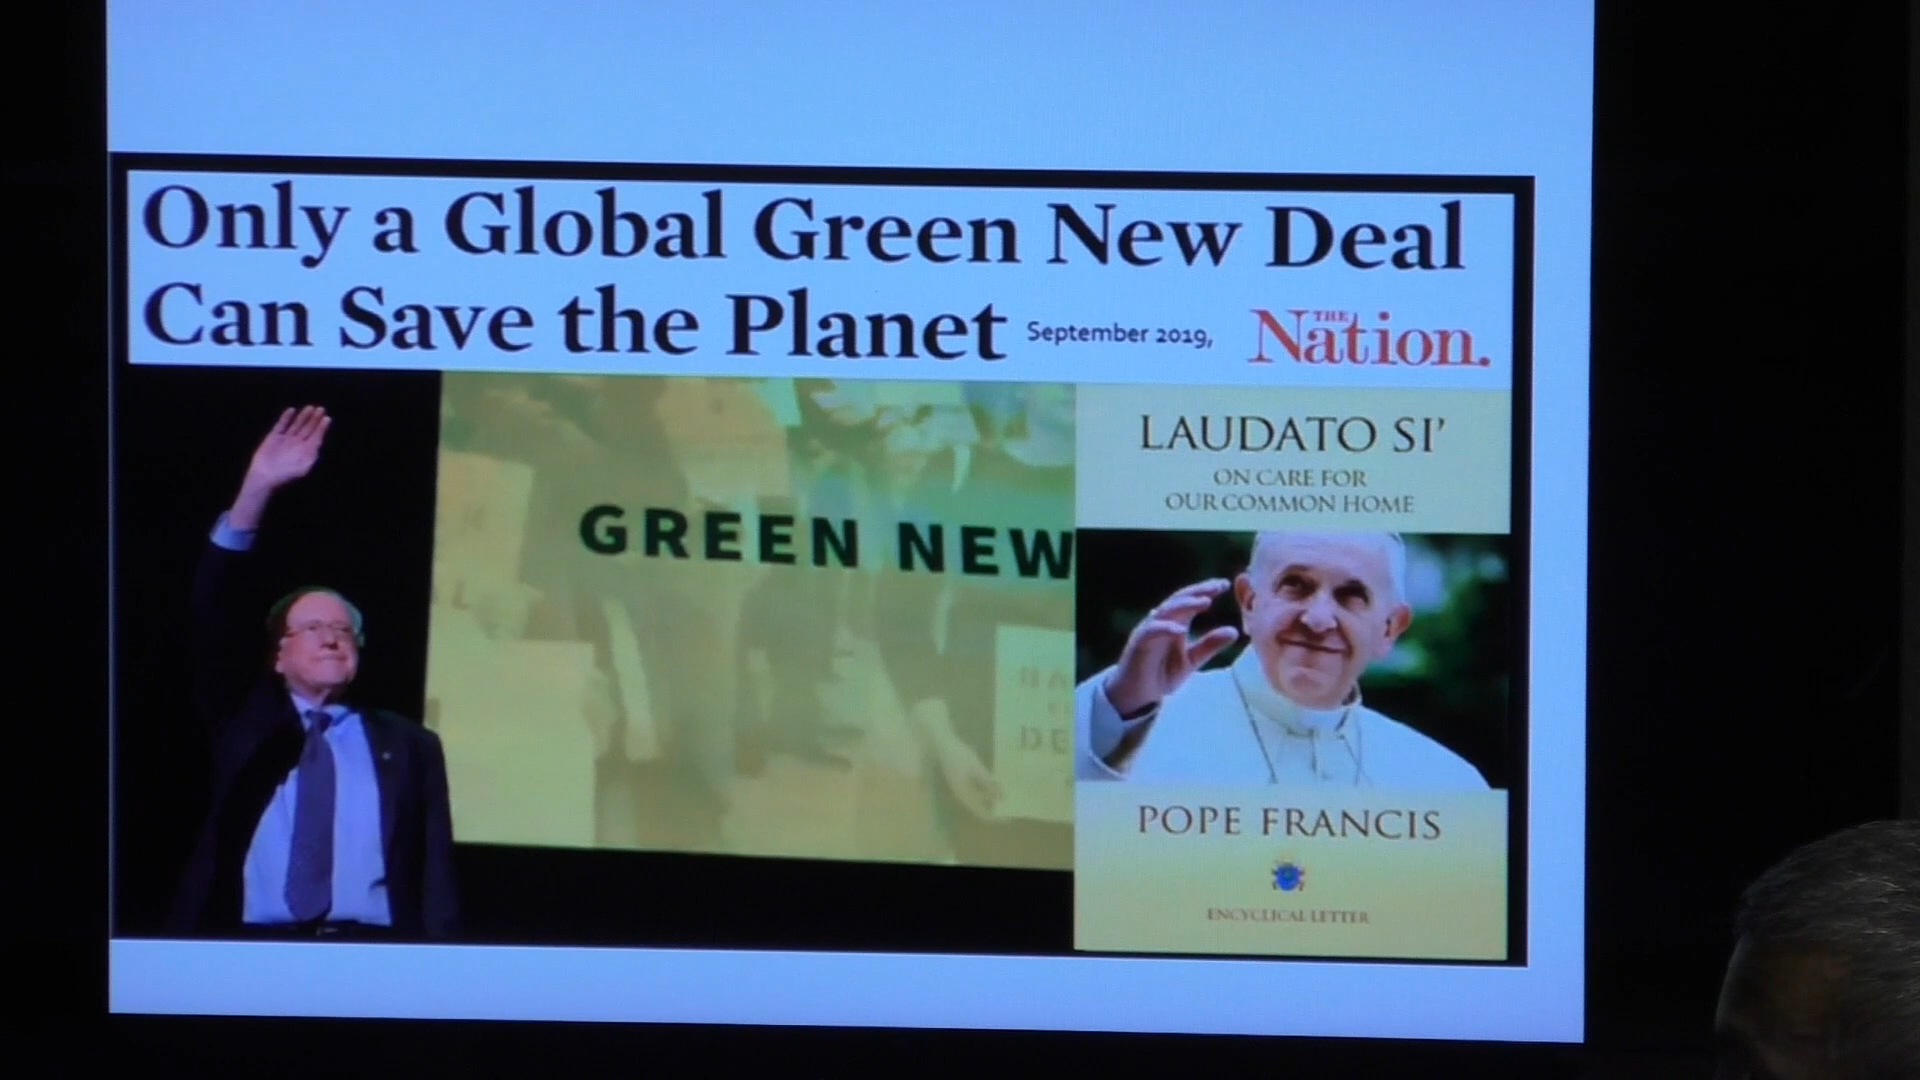 Only a Global Green New Deal
Can Save the Planet September 2019, THE Nation.
GREEN NEW
DE
LAUDATO SI'
ON CARE FOR
OUR COMMON HOME
POPE FRANCIS
ENCYCLICAL LETTER